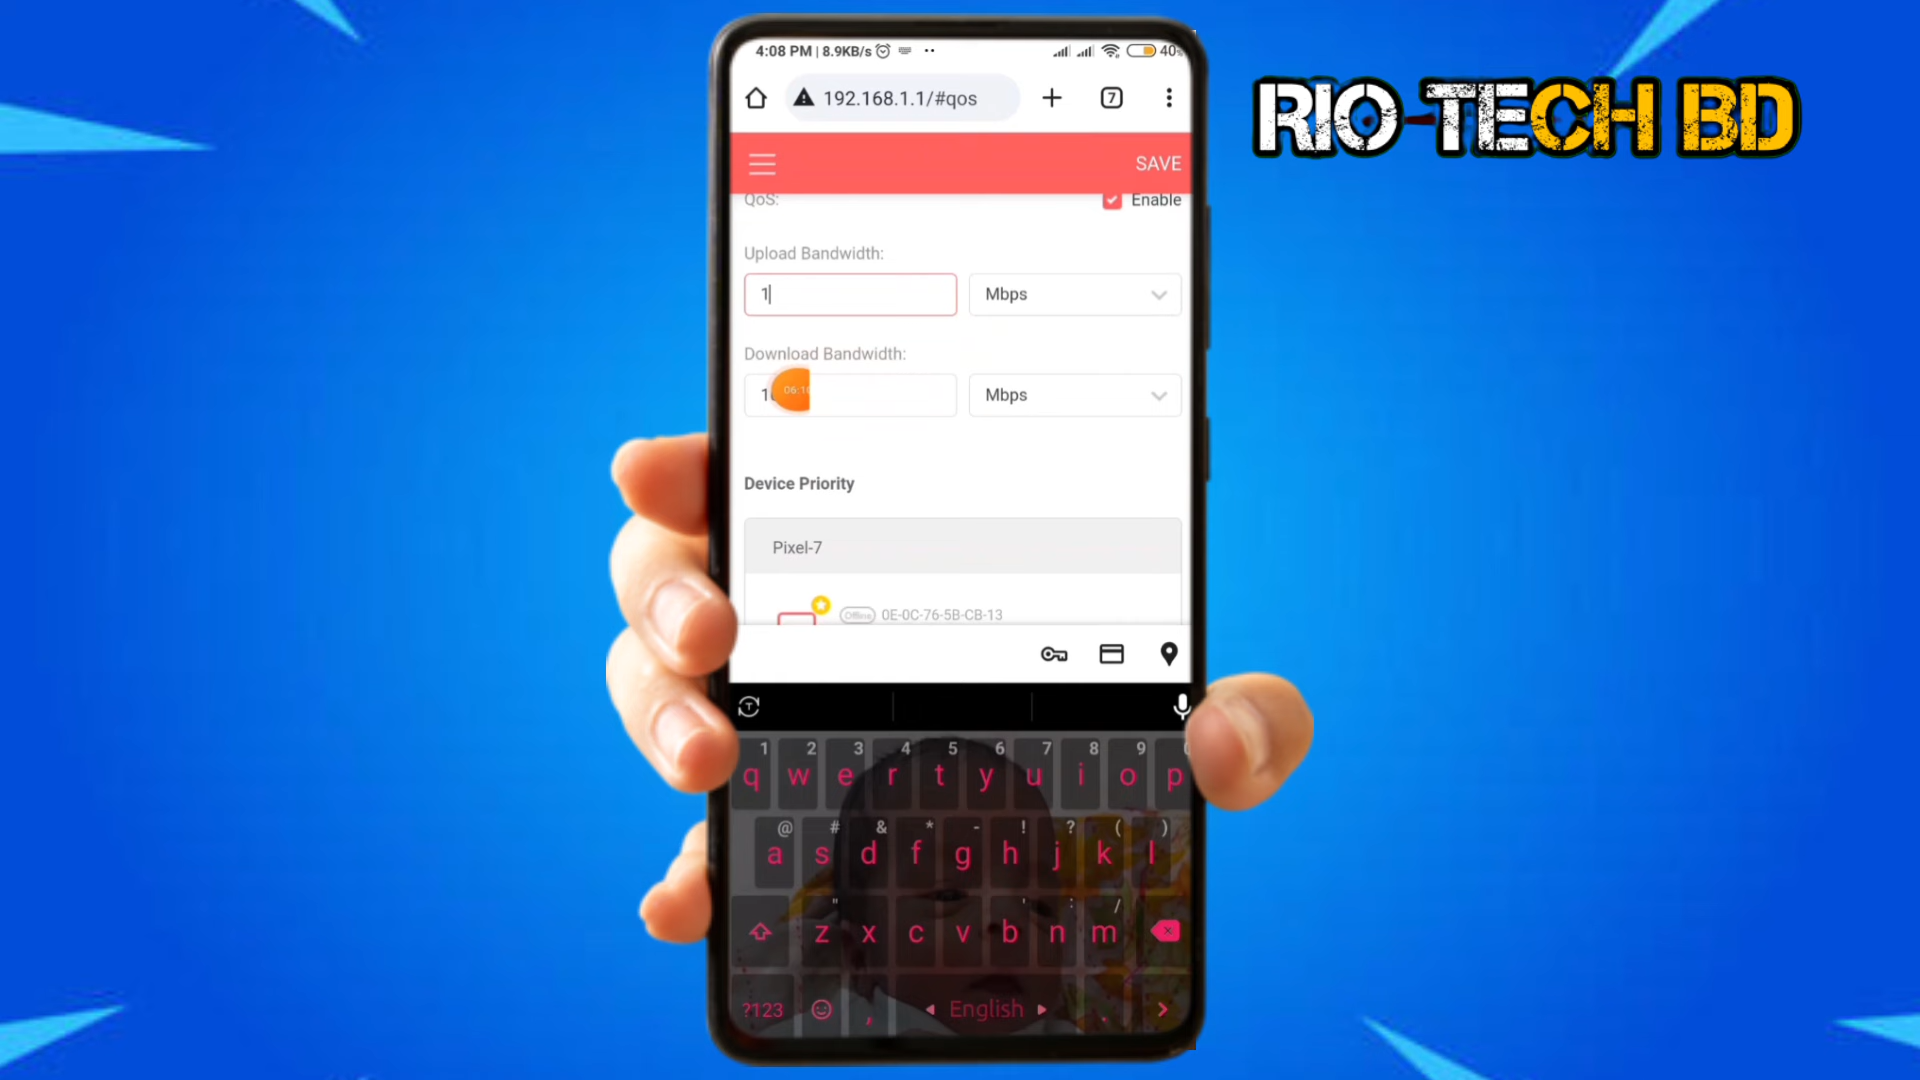 4:08 PM | 8.9KB/s
192.168.1.1/#qos
7
RIO-TECH BD
SAVE
QoS:
Enable
Upload Bandwidth:
1
Mbps
Download Bandwidth:
Mbps
Device Priority
Pixel-7
Offline 0E-0C-76-5B-CB-13
1 2 3 4 5 6 7 8 9
q w e r t y u i o p
@ # & * - ! ? ( )
a s d f g h j k l
" ' : /
z x c v b n m
?123 , English .